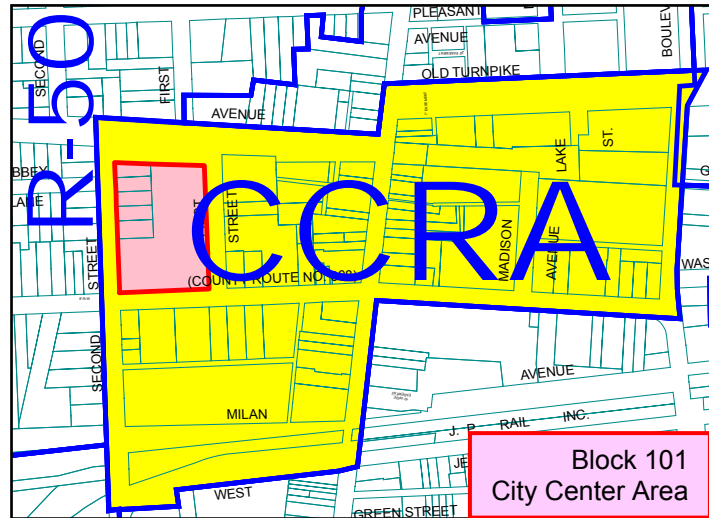 PLEASANT
AVENUE
BOULEV
SECOND
FIRST
OLD TURNPIKE
R-50
AVENUE
LAKE
ST.
BBEY
LANE
STREET
CCRA
MADISON
AVENUE
STREET
(COUNTY ROUTE NO.
WAS
SECOND
AVENUE
MILAN
J. P. RAIL INC.
JE
WEST
GREEN STREET
Block 101
City Center Area